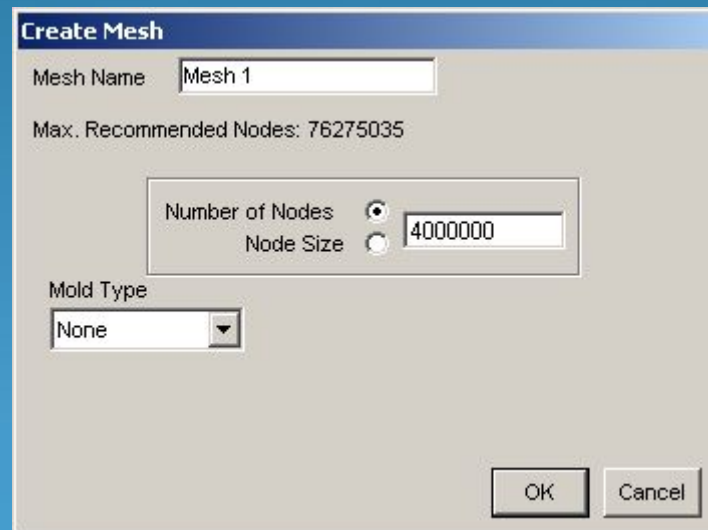 Create Mesh
Mesh Name Mesh 1
Max. Recommended Nodes: 76275035
Number of Nodes
4000000
Node Size
Mold Type
None
OK Cancel